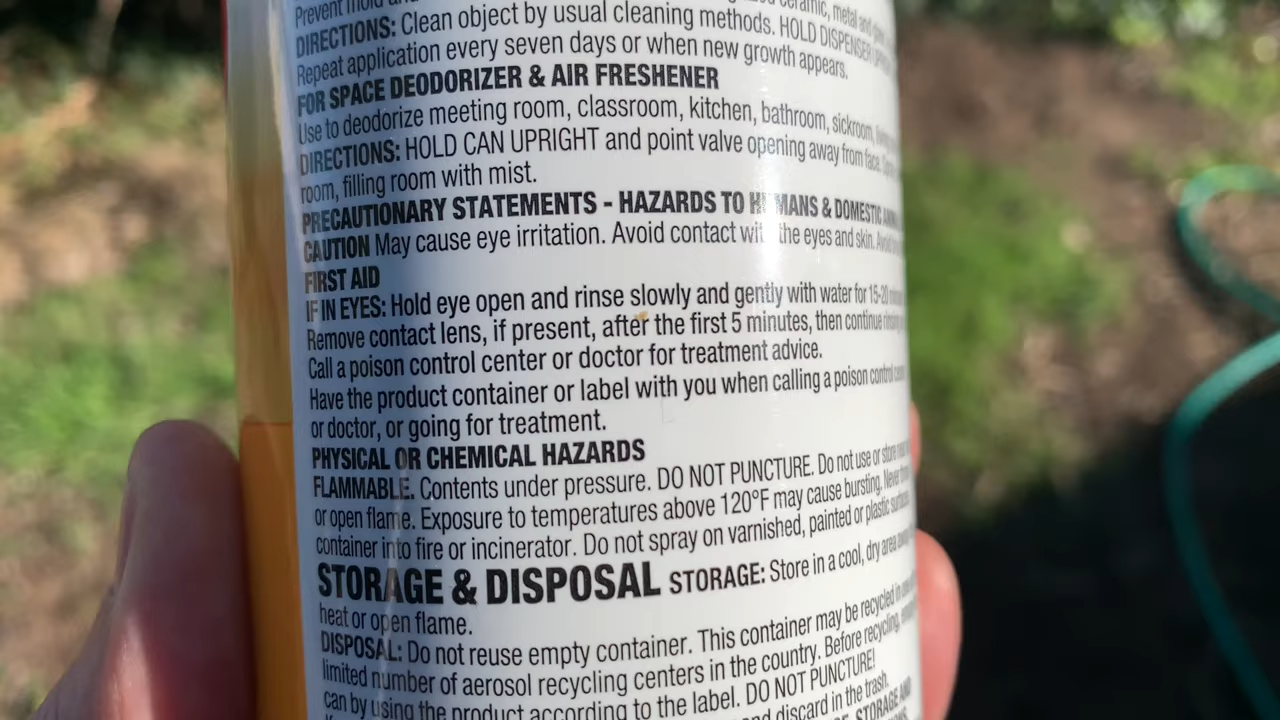 Prevent mold and ceramic, metal and
DIRECTIONS: Clean object by usual cleaning methods. HOLD DISPENSER
Repeat application every seven days or when new growth appears.
FOR SPACE DEODORIZER & AIR FRESHENER
Use to deodorize meeting room, classroom, kitchen, bathroom, sickroom,
DIRECTIONS: HOLD CAN UPRIGHT and point valve opening away from face.
room, filling room with mist.
PRECAUTIONARY STATEMENTS - HAZARDS TO HUMANS & DOMESTIC
CAUTION May cause eye irritation. Avoid contact with the eyes and skin. Avoid
FIRST AID
IF IN EYES: Hold eye open and rinse slowly and gently with water for 15-20
Remove contact lens, if present, after the first 5 minutes, then continue rinsing
Call a poison control center or doctor for treatment advice.
Have the product container or label with you when calling a poison control
or doctor, or going for treatment.
PHYSICAL OR CHEMICAL HAZARDS
FLAMMABLE. Contents under pressure. DO NOT PUNCTURE. Do not use or store
or open flame. Exposure to temperatures above 120°F may cause bursting. Never
container into fire or incinerator. Do not spray on varnished, painted or plastic surfaces.
STORAGE & DISPOSAL STORAGE: Store in a cool, dry area
heat or open flame.
DISPOSAL: Do not reuse empty container. This container may be recycled in
limited number of aerosol recycling centers in the country. Before recycling,
can by using the product according to the label. DO NOT PUNCTURE!
and discard in the trash.
STORAGE AND